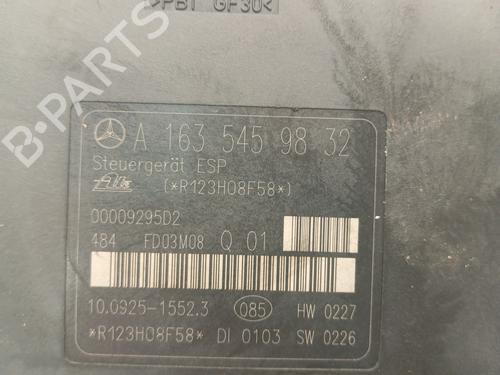 >PBT GF30<
B-PARTS
A 163 545 98 32
Steuergerät ESP
Ate (*R123H08F58*)
00009295D2
484 FD03M08 Q 01
10.0925-1552.3 085 HW 0227
*R123H08F58* DI 0103 SW 0226